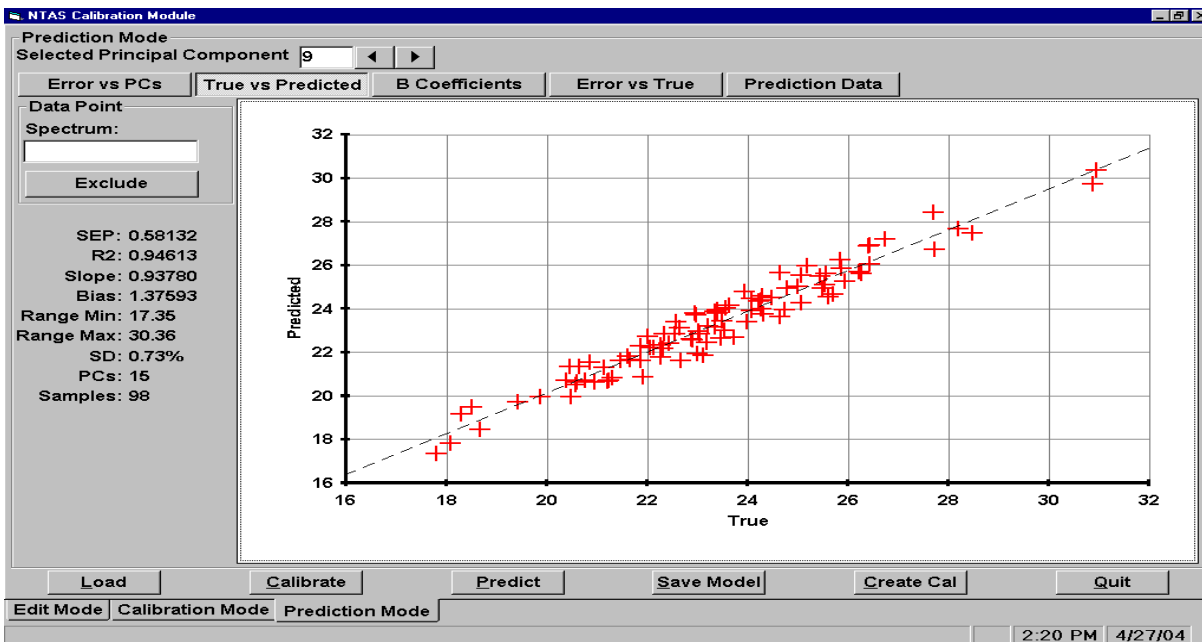 NTAS Calibration Module
Prediction Mode
Selected Principal Component 9
Error vs PCs
True vs Predicted
B Coefficients
Error vs True
Prediction Data
Data Point
Spectrum:
Exclude
SEP: 0.58132
R2: 0.94613
Slope: 0.93780
Bias: 1.37593
Range Min: 17.35
Range Max: 30.36
SD: 0.73%
PCs: 15
Samples: 98
Predicted
32
30
28
26
24
22
20
18
16
16 18 20 22 24 26 28 30 32
True
Load Calibrate Predict Save Model Create Cal Quit
Edit Mode Calibration Mode Prediction Mode
2:20 PM 4/27/04